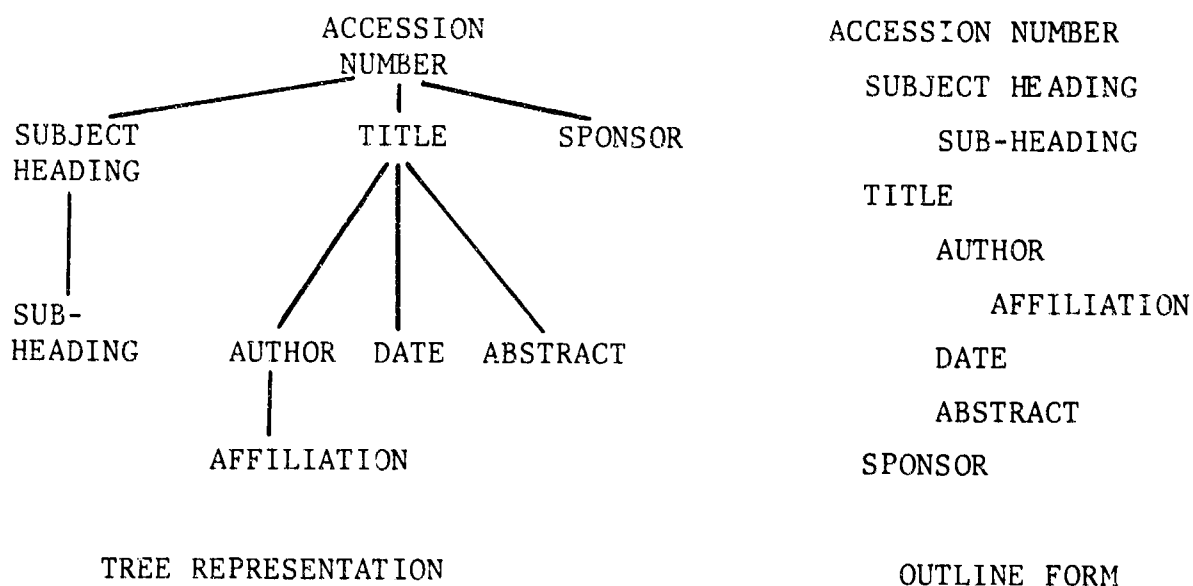 ACCESSION
NUMBER
SUBJECT
HEADING
TITLE
SPONSOR
SUB-
HEADING
AUTHOR
DATE
ABSTRACT
AFFILIATION
TREE REPRESENTATION
ACCESSION NUMBER
SUBJECT HEADING
SUB-HEADING
TITLE
AUTHOR
AFFILIATION
DATE
ABSTRACT
SPONSOR
OUTLINE FORM